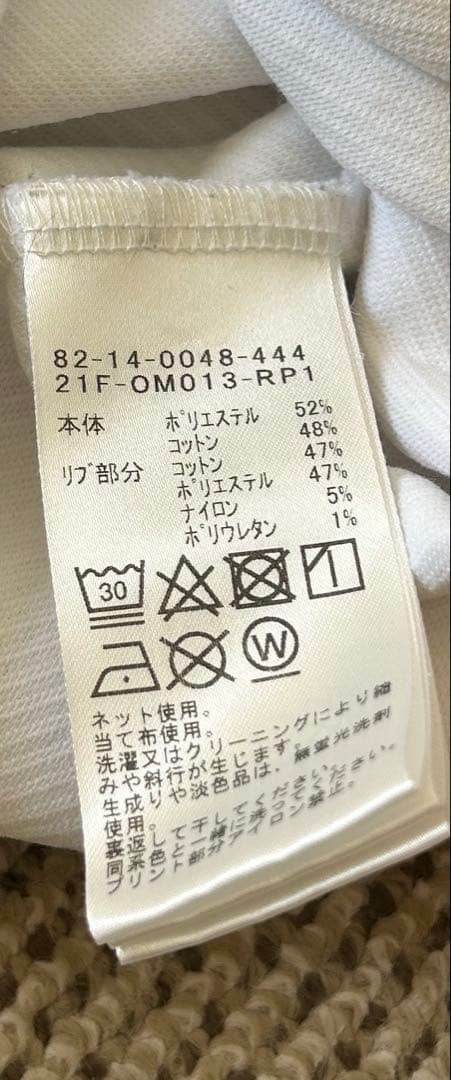 82-14-0048-444
21F-OM013-RP1
本体 ポリエステル 52%
コットン 48%
リブ部分 コットン 47%
ポリエステル 47%
ナイロン 5%
ポリウレタン 1%
30
W
ネット使用。
当て布使用。
洗濯又はクリーニングにより縮
みや斜行が生じます。
生成りや淡色品は、無蛍光洗剤
使用。
裏返して干してください。
同系色と一緒に洗ってください。
プリント部分アイロン禁止。